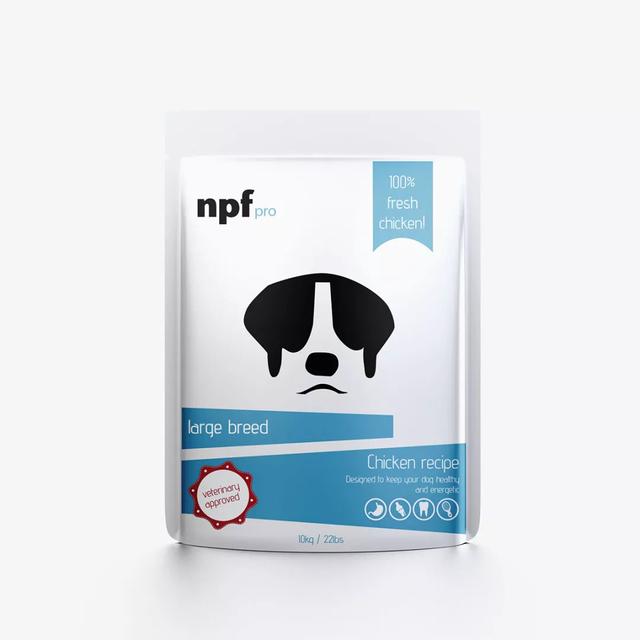 npf pro
100%
fresh
chicken!
large breed
Chicken recipe
Designed to keep your dog healthy
and energetic
veterinary
approved
10kg / 22lbs